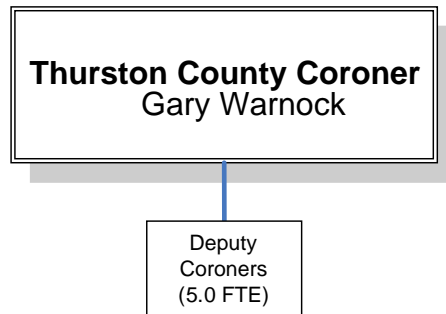 Thurston County Coroner
Gary Warnock
Deputy
Coroners
(5.0 FTE)